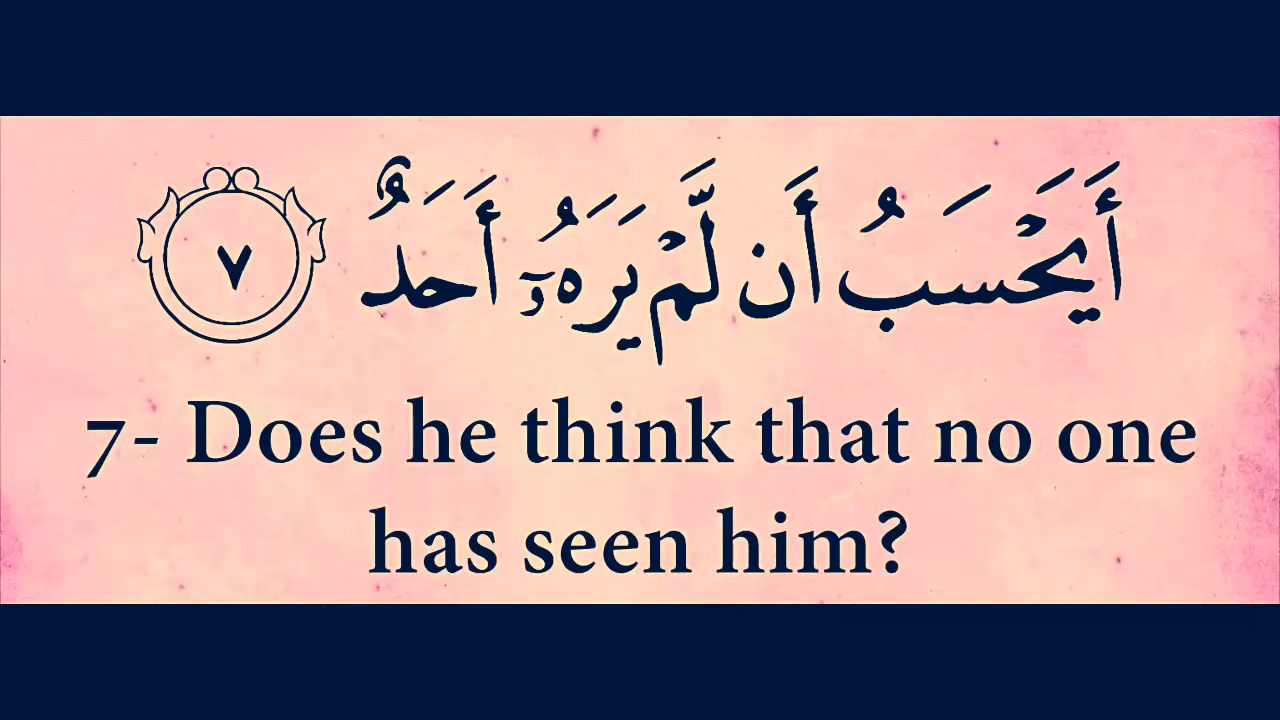 أَيَحْسَبُ أَن لَّمْ يَرَهُۥٓ أَحَدٌ ٧
7- Does he think that no one
has seen him?